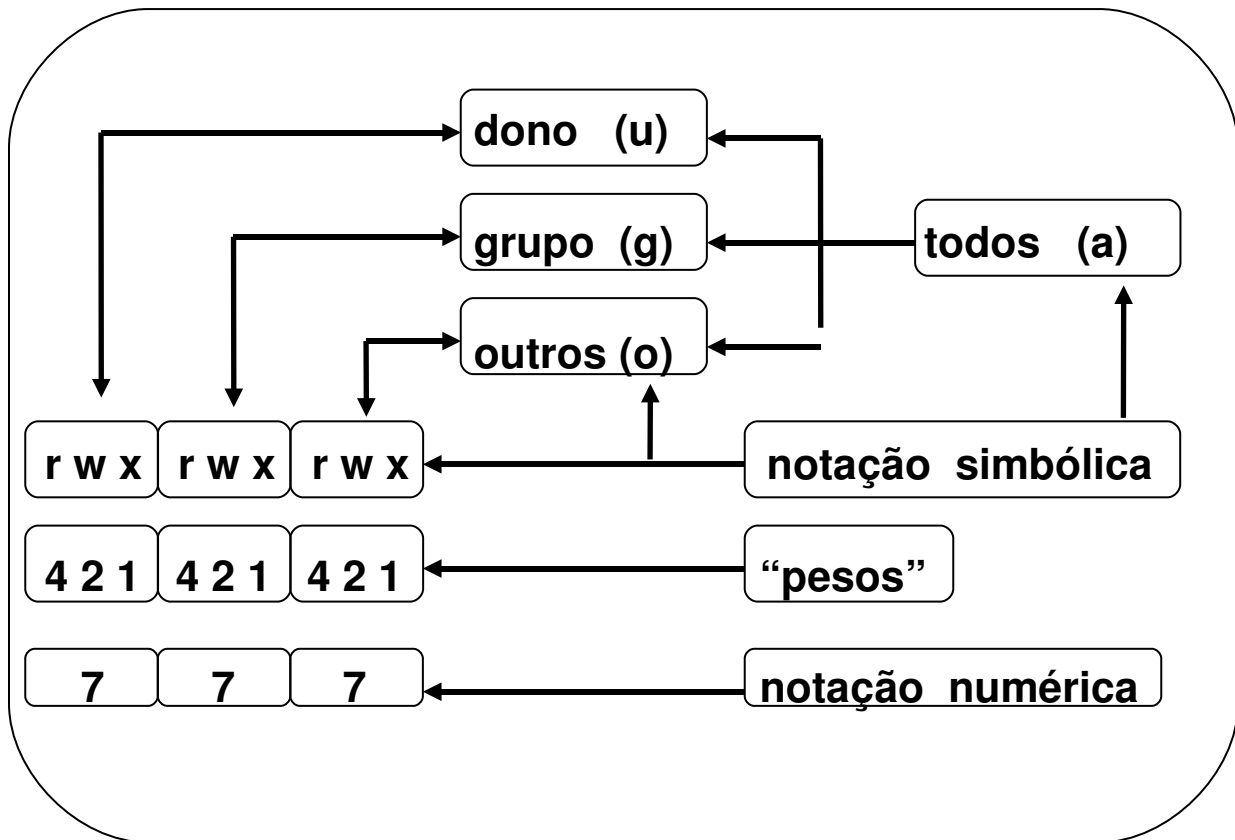 dono (u)
grupo (g)
todos (a)
outros (o)
r w x r w x r w x
notação simbólica
4 2 1 4 2 1 4 2 1
“pesos”
7 7 7
notação numérica